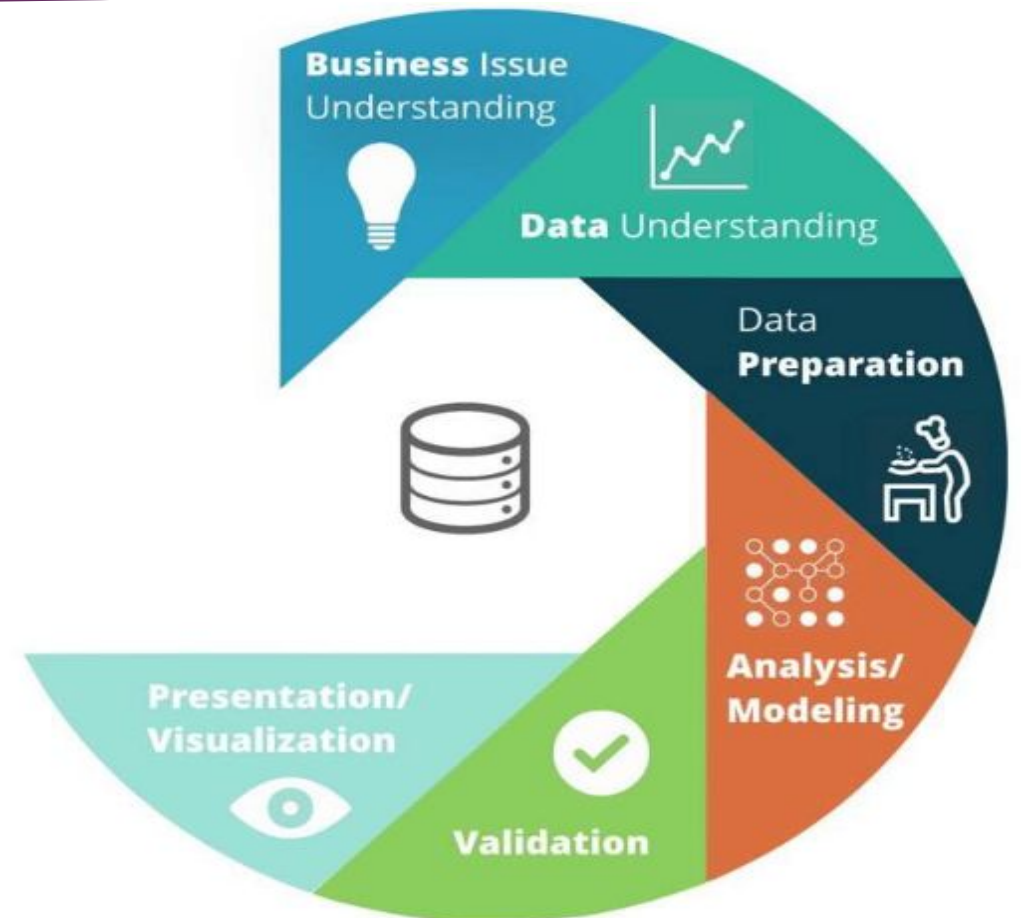 Business Issue
Understanding
Data Understanding
Data
Preparation
Analysis/
Modeling
Validation
Presentation/
Visualization